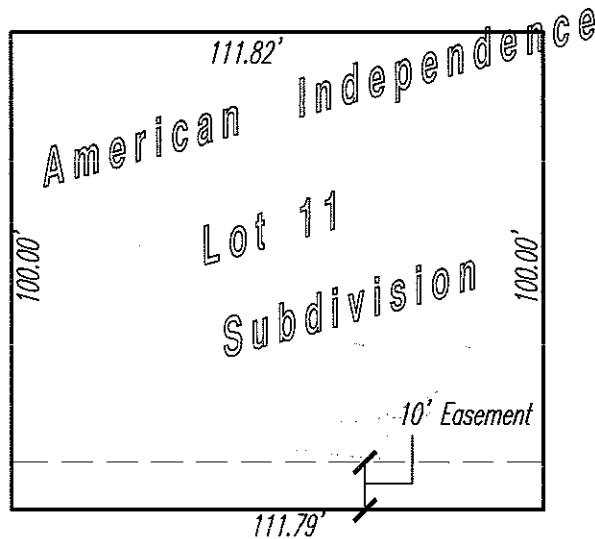 111.82'
American Independence
Lot 11
Subdivision
100.00'
100.00'
10' Easement
111.79'